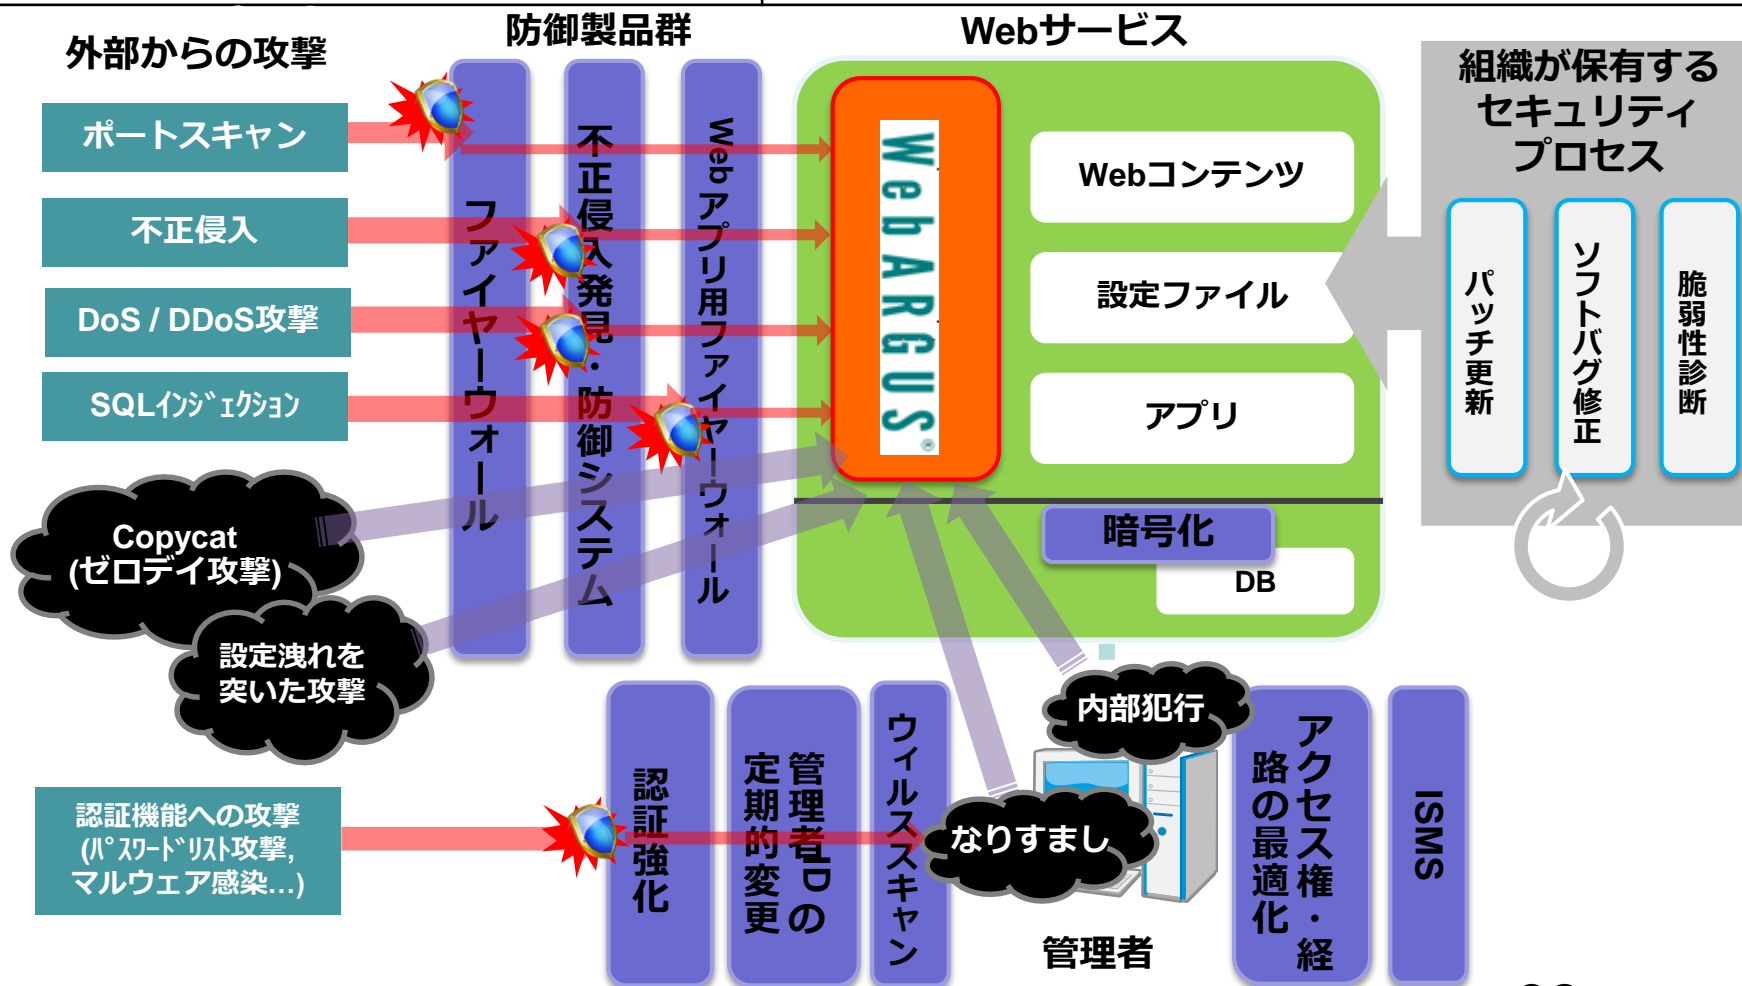 外部からの攻撃
防御製品群
Webサービス
組織が保有する
セキュリティ
プロセス
ポートスキャン
不正侵入
DoS / DDoS攻撃
SQLｲﾝｼﾞｪｸｼｮﾝ
Copycat
(ゼロデイ攻撃)
設定洩れを
突いた攻撃
認証機能への攻撃
(ﾊﾟｽﾜｰﾄﾞﾘｽﾄ攻撃,
マルウェア感染…)
ファイヤーウォール
不正侵入発見・防御システム
Webアプリ用ファイヤーウォール
WebARGUS®
Webコンテンツ
設定ファイル
アプリ
暗号化
DB
パッチ更新
ソフトバグ修正
脆弱性診断
認証強化
管理者IDの
定期的変更
ウィルススキャン
内部犯行
なりすまし
管理者
アクセス権・経
路の最適化
ISMS